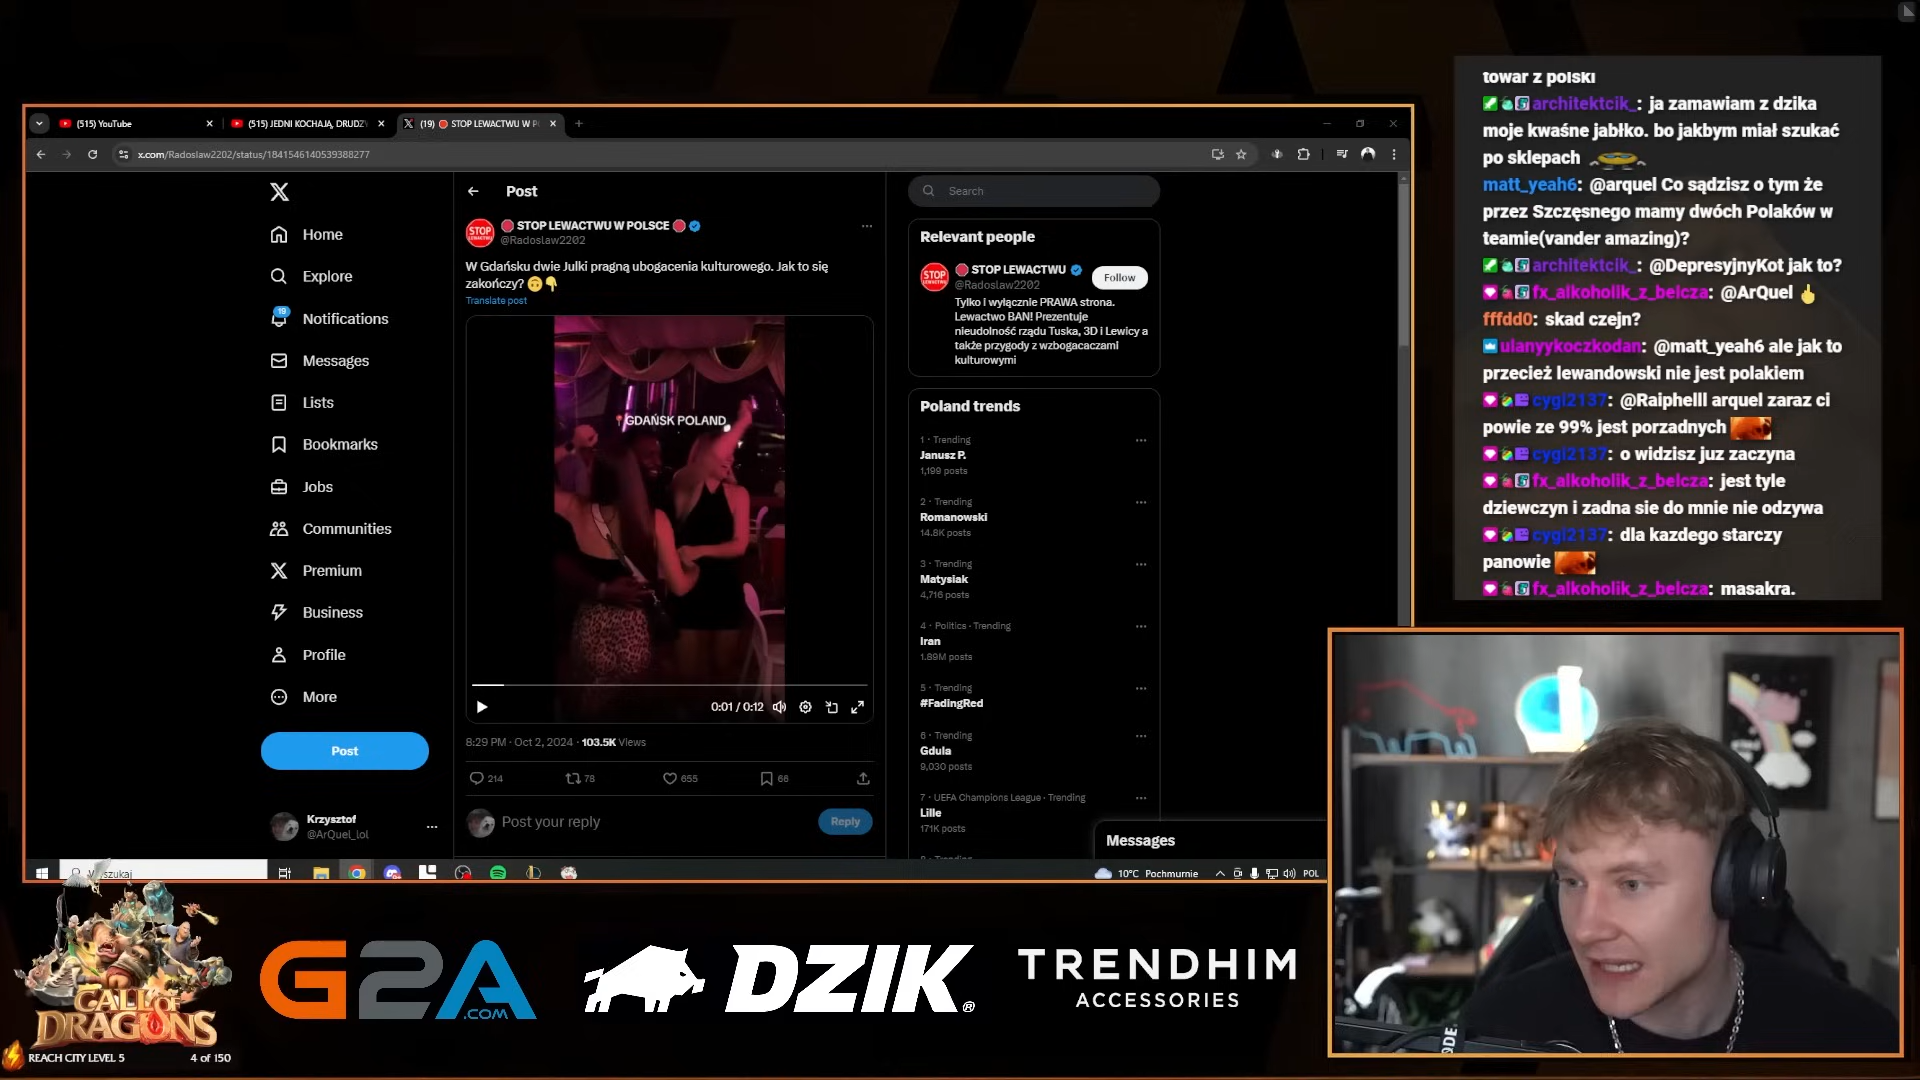 (515) YouTube
(515) JEDNI KOCHAJĄ, DRUDZY
(19) 🔴 STOP LEWACTWU W P
x.com/Radoslaw2202/status/1841546140539388277
Home
Explore
19
Notifications
Messages
Lists
Bookmarks
Jobs
Communities
Premium
Business
Profile
More
Post
Krzysztof
@ArQuel_lol
Post
STOP LEWACTWU W POLSCE
@Radoslaw2202
W Gdańsku dwie Julki pragną ubogacenia kulturowego. Jak to się
zakończy? 🙃👇
Translate post
📍GDAŃSK POLAND
0:01 / 0:12
8:29 PM · Oct 2, 2024 · 103.5K Views
214
78
655
66
Post your reply
Reply
Search
Relevant people
STOP LEWACTWU
@Radoslaw2202
Follow
Tylko i wyłącznie PRAWA strona.
Lewactwo BAN! Prezentuje
nieudolność rządu Tuska, 3D i Lewicy a
także przygody z wzbogacaczami
kulturowymi
Poland trends
1 · Trending
Janusz P.
1,199 posts
2 · Trending
Romanowski
14.8K posts
3 · Trending
Matysiak
4,716 posts
4 · Politics · Trending
Iran
1.89M posts
5 · Trending
#FadingRed
6 · Trending
Gdula
9,030 posts
7 · UEFA Champions League · Trending
Lille
171K posts
Messages
10°C Pochmurnie
POL
towar z polski
architektcik_: ja zamawiam z dzika
moje kwaśne jabłko. bo jakbym miał szukać
po sklepach
matt_yeah6: @arquel Co sądzisz o tym że
przez Szczęsnego mamy dwóch Polaków w
teamie(vander amazing)?
architektcik_: @DepresyjnyKot jak to?
fx_alkoholik_z_belcza: @ArQuel 🖕
fffdd0: skad czejn?
ulanyykoczkodan: @matt_yeah6 ale jak to
przecież lewandowski nie jest polakiem
cygi2137: @Raiphelll arquel zaraz ci
powie ze 99% jest porzadnych
cygi2137: o widzisz juz zaczyna
fx_alkoholik_z_belcza: jest tyle
dziewczyn i zadna sie do mnie nie odzywa
cygi2137: dla kazdego starczy
panowie
fx_alkoholik_z_belcza: masakra.
CALL OF
DRAGONS
REACH CITY LEVEL 5
4 of 150
G2A
.COM
DZIK®
TRENDHIM
ACCESSORIES